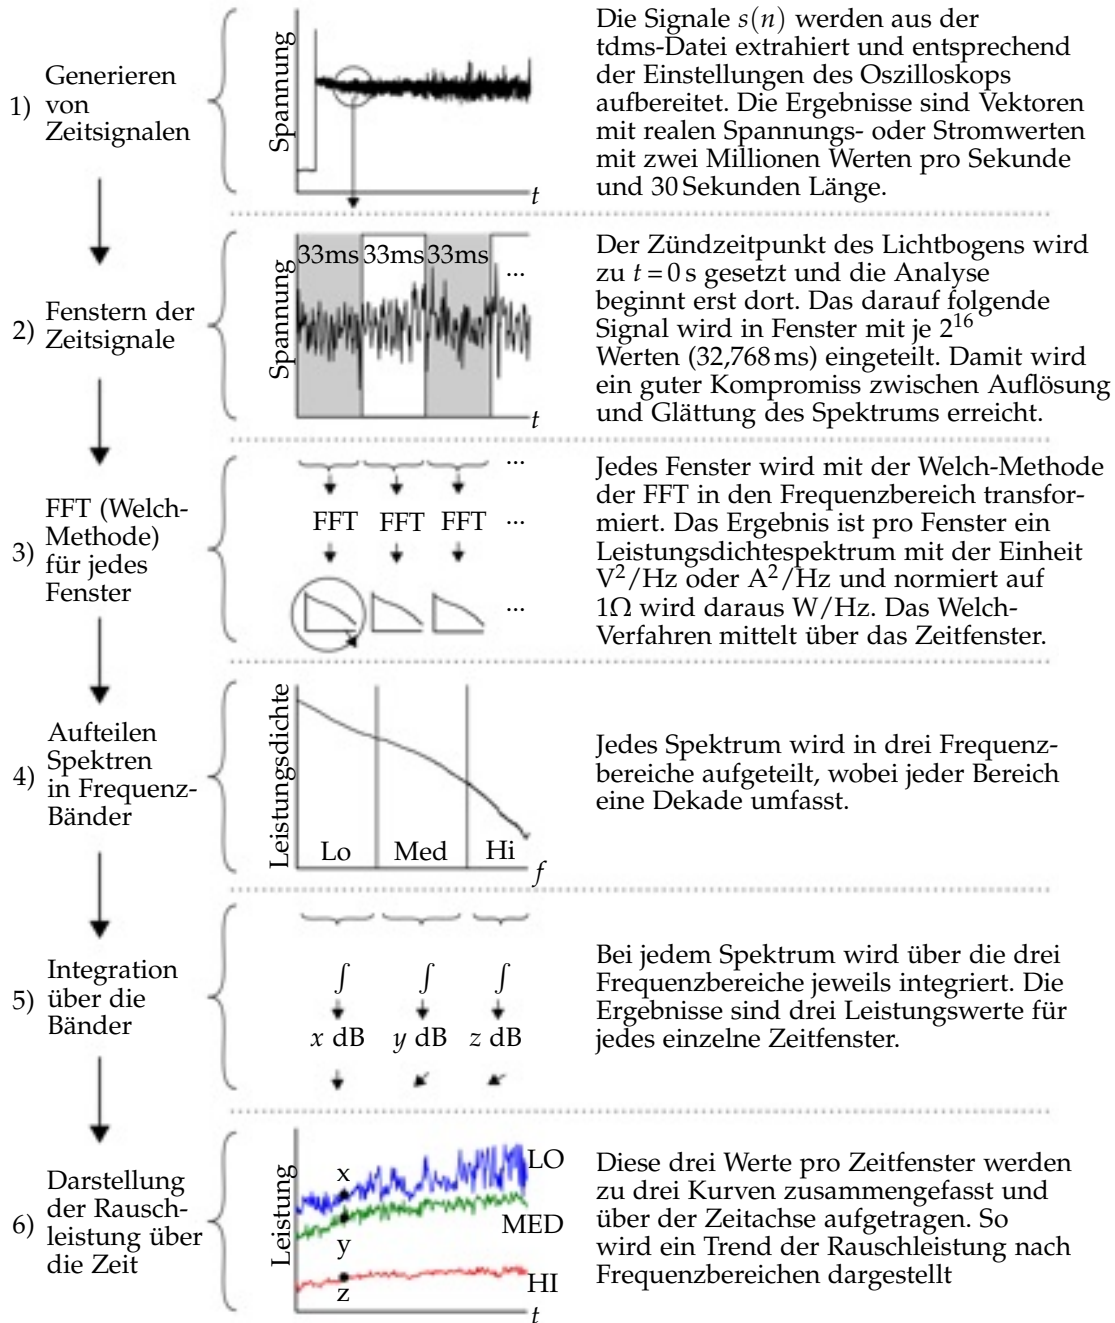 1)
Generieren
von
Zeitsignalen
Spannung
t
Die Signale s(n) werden aus der
tdms-Datei extrahiert und entsprechend
der Einstellungen des Oszilloskops
aufbereitet. Die Ergebnisse sind Vektoren
mit realen Spannungs- oder Stromwerten
mit zwei Millionen Werten pro Sekunde
und 30 Sekunden Länge.
2)
Fenstern der
Zeitsignale
Spannung
33ms 33ms 33ms ...
t
Der Zündzeitpunkt des Lichtbogens wird
zu t = 0 s gesetzt und die Analyse
beginnt erst dort. Das darauf folgende
Signal wird in Fenster mit je 2^16
Werten (32,768 ms) eingeteilt. Damit wird
ein guter Kompromiss zwischen Auflösung
und Glättung des Spektrums erreicht.
3)
FFT (Welch-
Methode)
für jedes
Fenster
...
FFT FFT FFT ...
...
Jedes Fenster wird mit der Welch-Methode
der FFT in den Frequenzbereich transfor-
miert. Das Ergebnis ist pro Fenster ein
Leistungsdichtespektrum mit der Einheit
V²/Hz oder A²/Hz und normiert auf
1Ω wird daraus W/Hz. Das Welch-
Verfahren mittelt über das Zeitfenster.
4)
Aufteilen
Spektren
in Frequenz-
Bänder
Leistungsdichte
Lo Med Hi
f
Jedes Spektrum wird in drei Frequenz-
bereiche aufgeteilt, wobei jeder Bereich
eine Dekade umfasst.
5)
Integration
über die
Bänder
∫ ∫ ∫
x dB y dB z dB
Bei jedem Spektrum wird über die drei
Frequenzbereiche jeweils integriert. Die
Ergebnisse sind drei Leistungswerte für
jedes einzelne Zeitfenster.
6)
Darstellung
der Rausch-
leistung über
die Zeit
Leistung
x
y
z
LO
MED
HI
t
Diese drei Werte pro Zeitfenster werden
zu drei Kurven zusammengefasst und
über der Zeitachse aufgetragen. So
wird ein Trend der Rauschleistung nach
Frequenzbereichen dargestellt